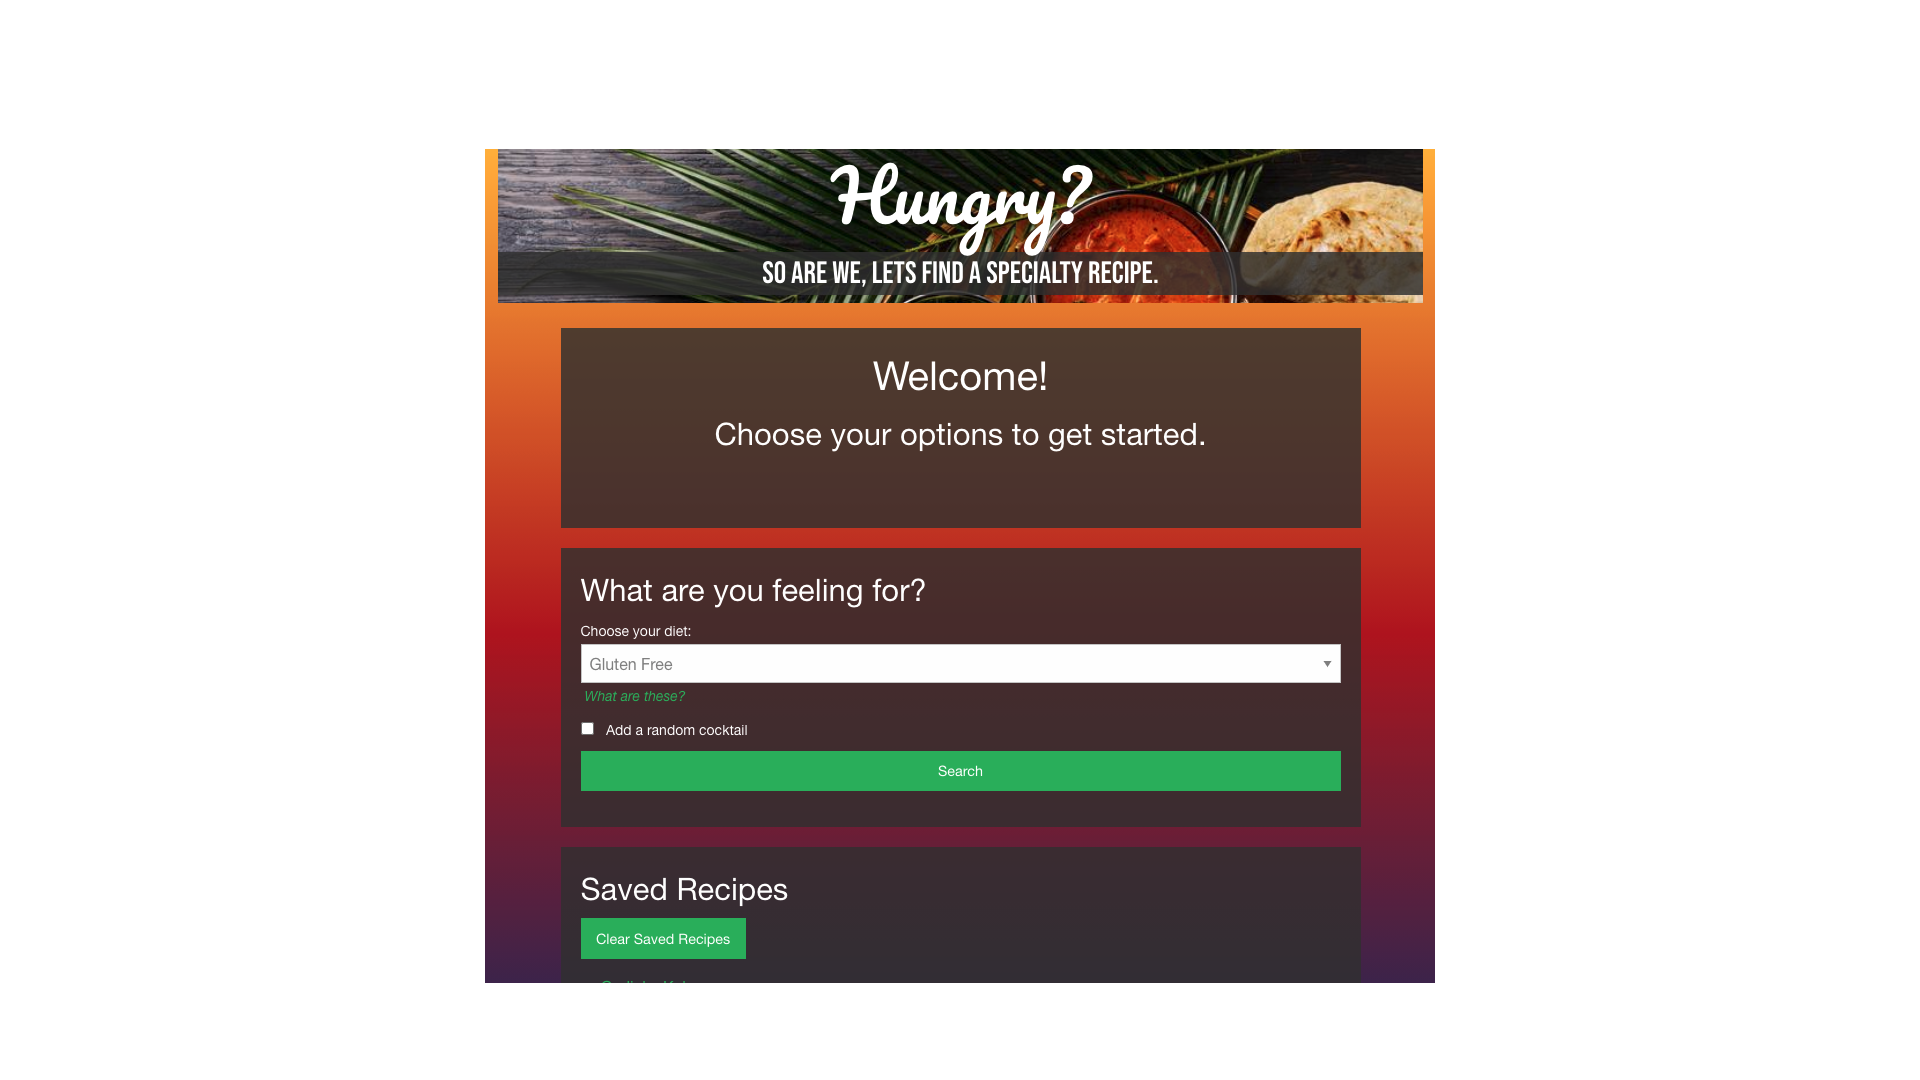 Hungry?
SO ARE WE, LETS FIND A SPECIALTY RECIPE.
Welcome!
Choose your options to get started.
What are you feeling for?
Choose your diet:
Gluten Free
What are these?
Add a random cocktail
Search
Saved Recipes
Clear Saved Recipes